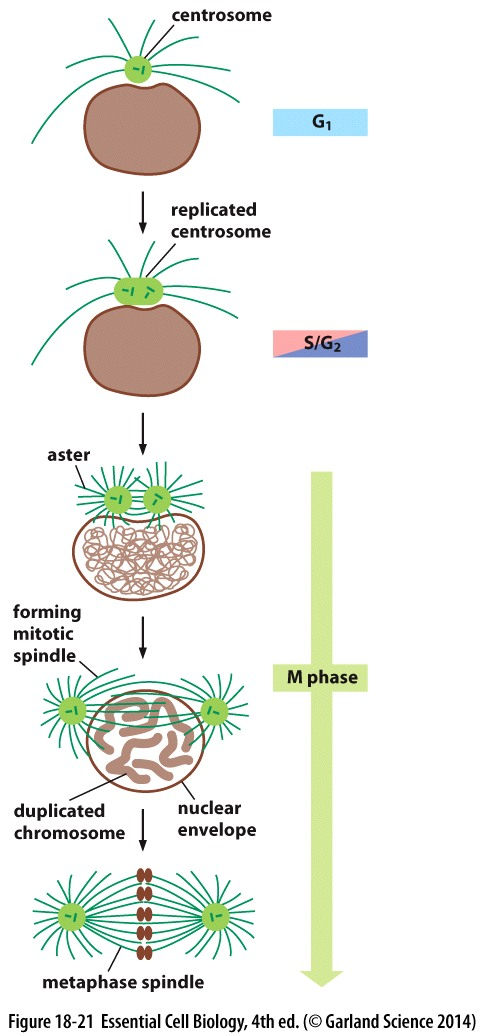 centrosome
G₁
replicated
centrosome
S/G₂
aster
forming
mitotic
spindle
M phase
duplicated
chromosome
nuclear
envelope
metaphase spindle
Figure 18-21 Essential Cell Biology, 4th ed. (© Garland Science 2014)